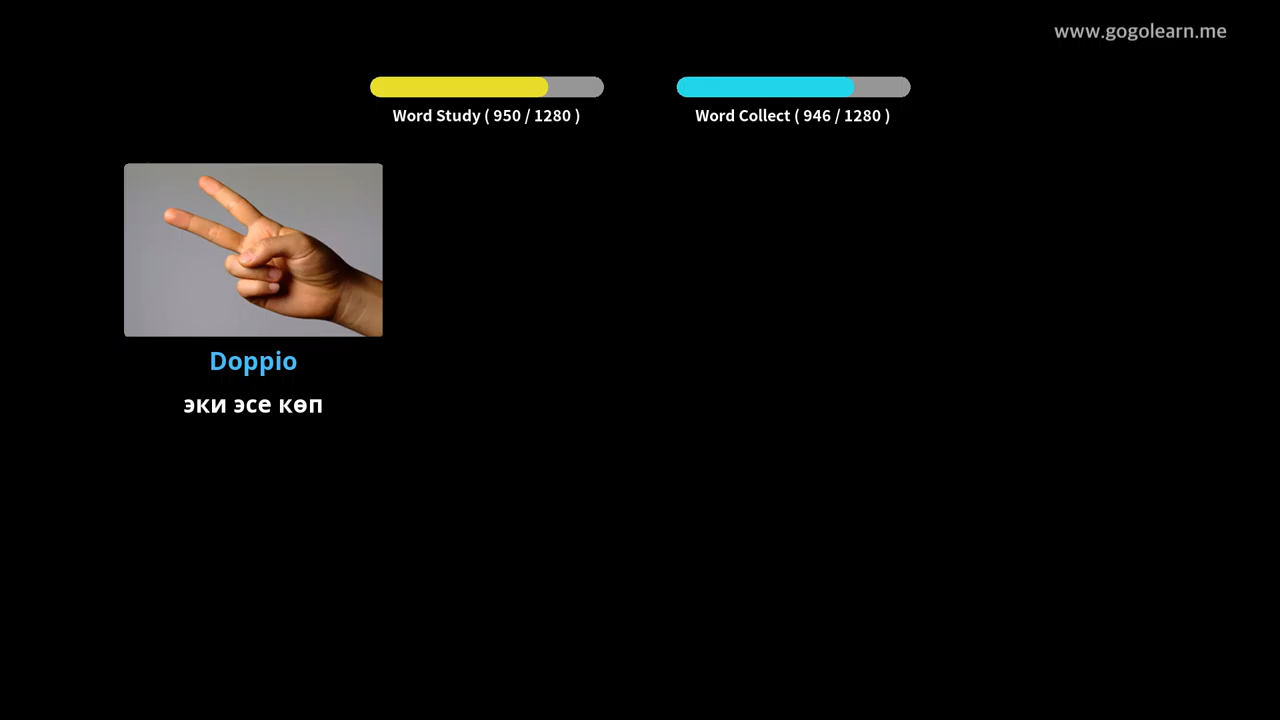 www.gogolearn.me
Word Study ( 950 / 1280 )
Word Collect ( 946 / 1280 )
Doppio
эки эсе көп